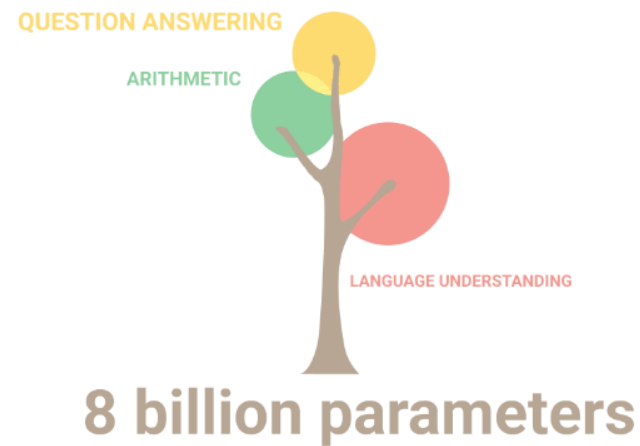 QUESTION ANSWERING
ARITHMETIC
LANGUAGE UNDERSTANDING
8 billion parameters